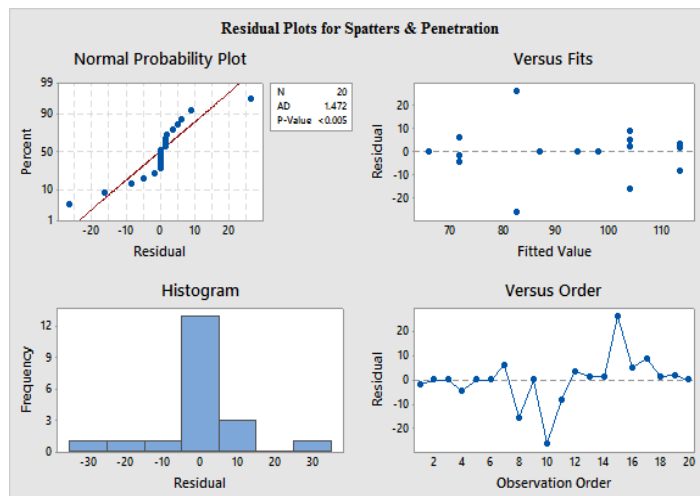 Residual Plots for Spatters & Penetration
Normal Probability Plot
99
90
50
10
1
Percent
-20
-10
0
10
20
Residual
N 20
AD 1.472
P-Value <0.005
Versus Fits
20
10
0
-10
-20
Residual
70
80
90
100
110
Fitted Value
Histogram
12
9
6
3
0
Frequency
-30
-20
-10
0
10
20
30
Residual
Versus Order
20
10
0
-10
-20
Residual
2
4
6
8
10
12
14
16
18
20
Observation Order